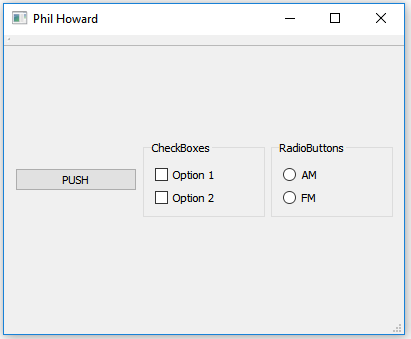 Phil Howard
CheckBoxes
RadioButtons
PUSH
Option 1
AM
Option 2
FM